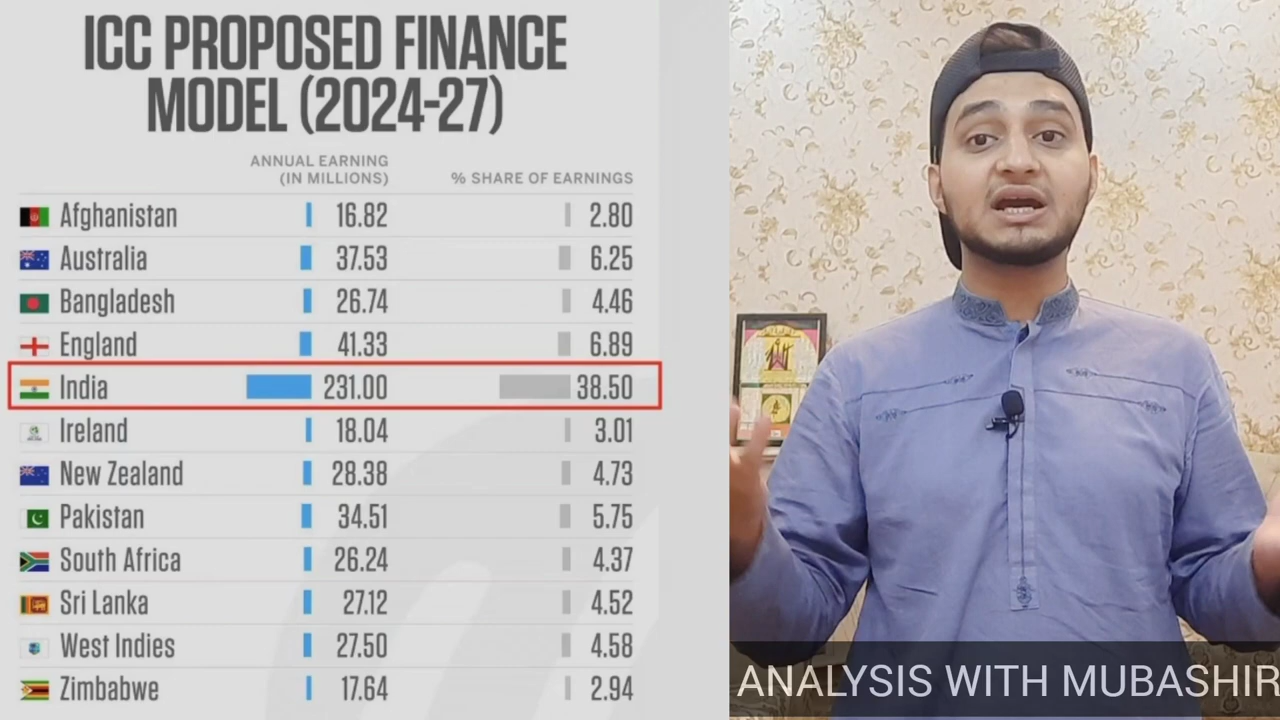 ICC PROPOSED FINANCE
MODEL (2024-27)
ANNUAL EARNING
(IN MILLIONS)
% SHARE OF EARNINGS
Afghanistan 16.82 2.80
Australia 37.53 6.25
Bangladesh 26.74 4.46
England 41.33 6.89
India 231.00 38.50
Ireland 18.04 3.01
New Zealand 28.38 4.73
Pakistan 34.51 5.75
South Africa 26.24 4.37
Sri Lanka 27.12 4.52
West Indies 27.50 4.58
Zimbabwe 17.64 2.94
ANALYSIS WITH MUBASHIR